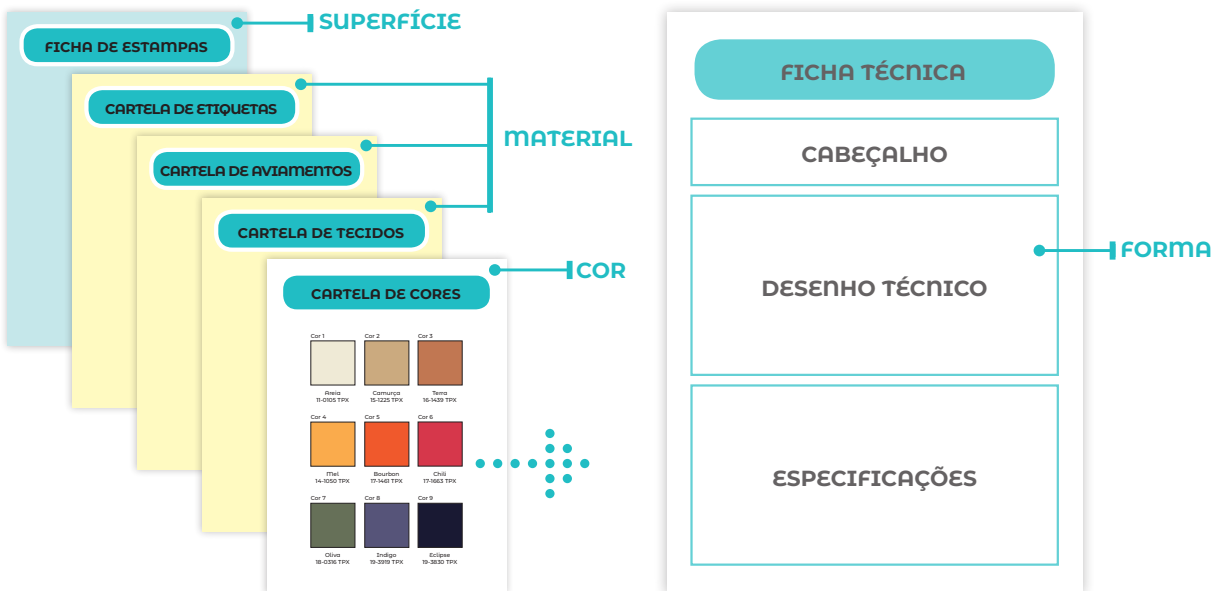 SUPERFÍCIE
FICHA DE ESTAMPAS
CARTELA DE ETIQUETAS
MATERIAL
CARTELA DE AVIAMENTOS
CARTELA DE TECIDOS
COR
CARTELA DE CORES
Cor 1 Cor 2 Cor 3
Areia Camurça Terra
11-0105 TPX 15-1225 TPX 16-1439 TPX
Cor 4 Cor 5 Cor 6
Mel Bourbon Chili
14-1050 TPX 17-1461 TPX 17-1663 TPX
Cor 7 Cor 8 Cor 9
Oliva Indigo Eclipse
18-0316 TPX 19-3919 TPX 19-3830 TPX
FICHA TÉCNICA
CABEÇALHO
DESENHO TÉCNICO
FORMA
ESPECIFICAÇÕES